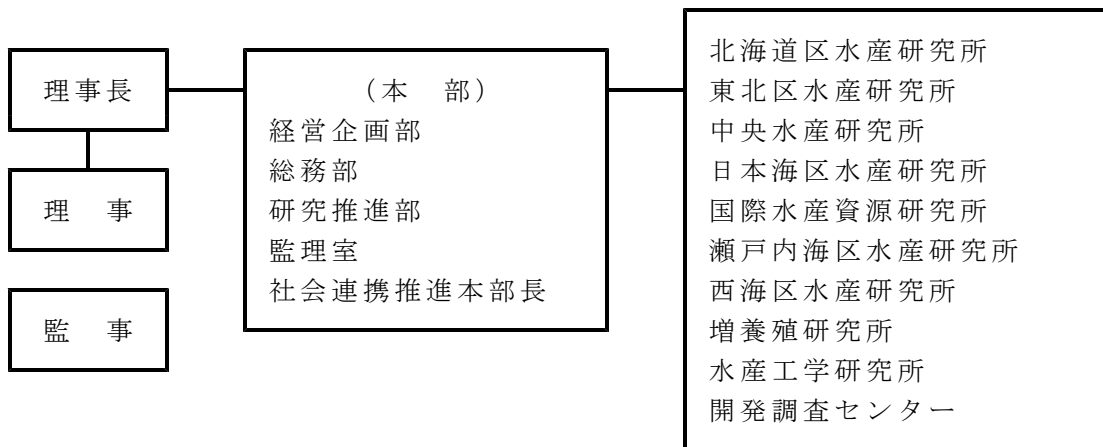 理事長
理　事
監　事
（本　部）
経営企画部
総務部
研究推進部
監理室
社会連携推進本部長
北海道区水産研究所
東北区水産研究所
中央水産研究所
日本海区水産研究所
国際水産資源研究所
瀬戸内海区水産研究所
西海区水産研究所
増養殖研究所
水産工学研究所
開発調査センター